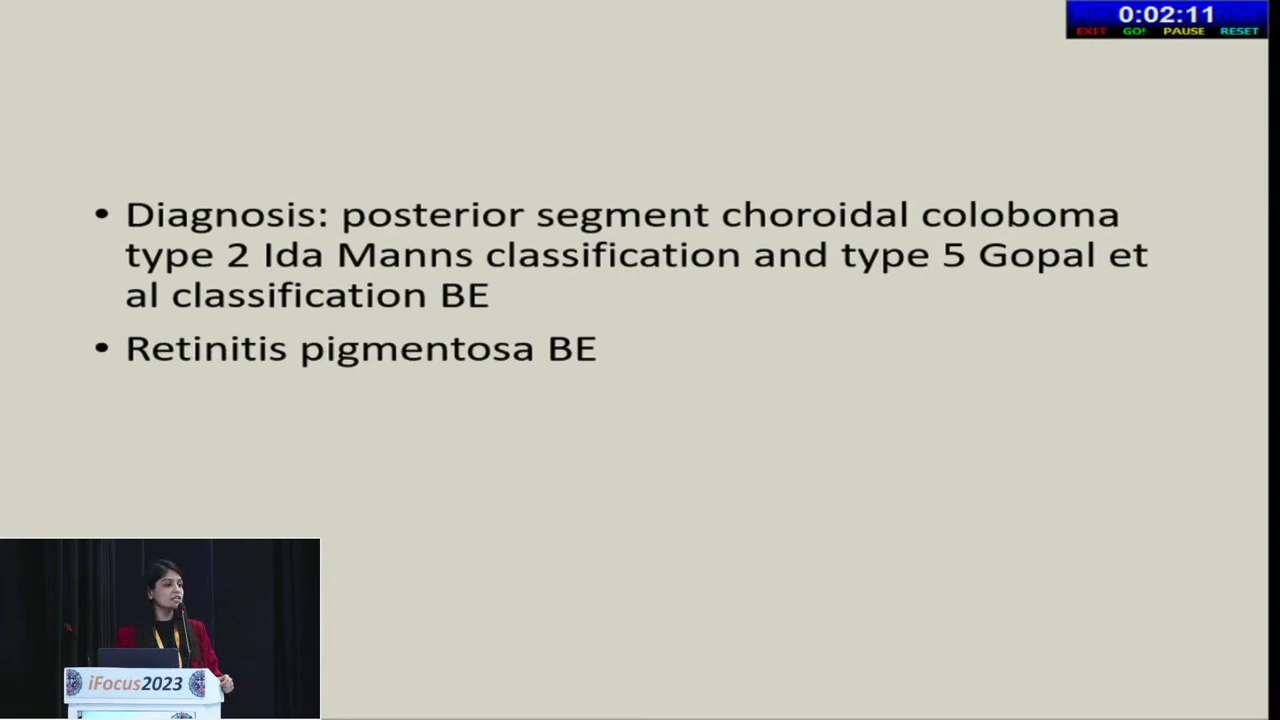 0:02:11
EXIT GO! PAUSE RESET
• Diagnosis: posterior segment choroidal coloboma
type 2 Ida Manns classification and type 5 Gopal et
al classification BE
• Retinitis pigmentosa BE
iFocus2023